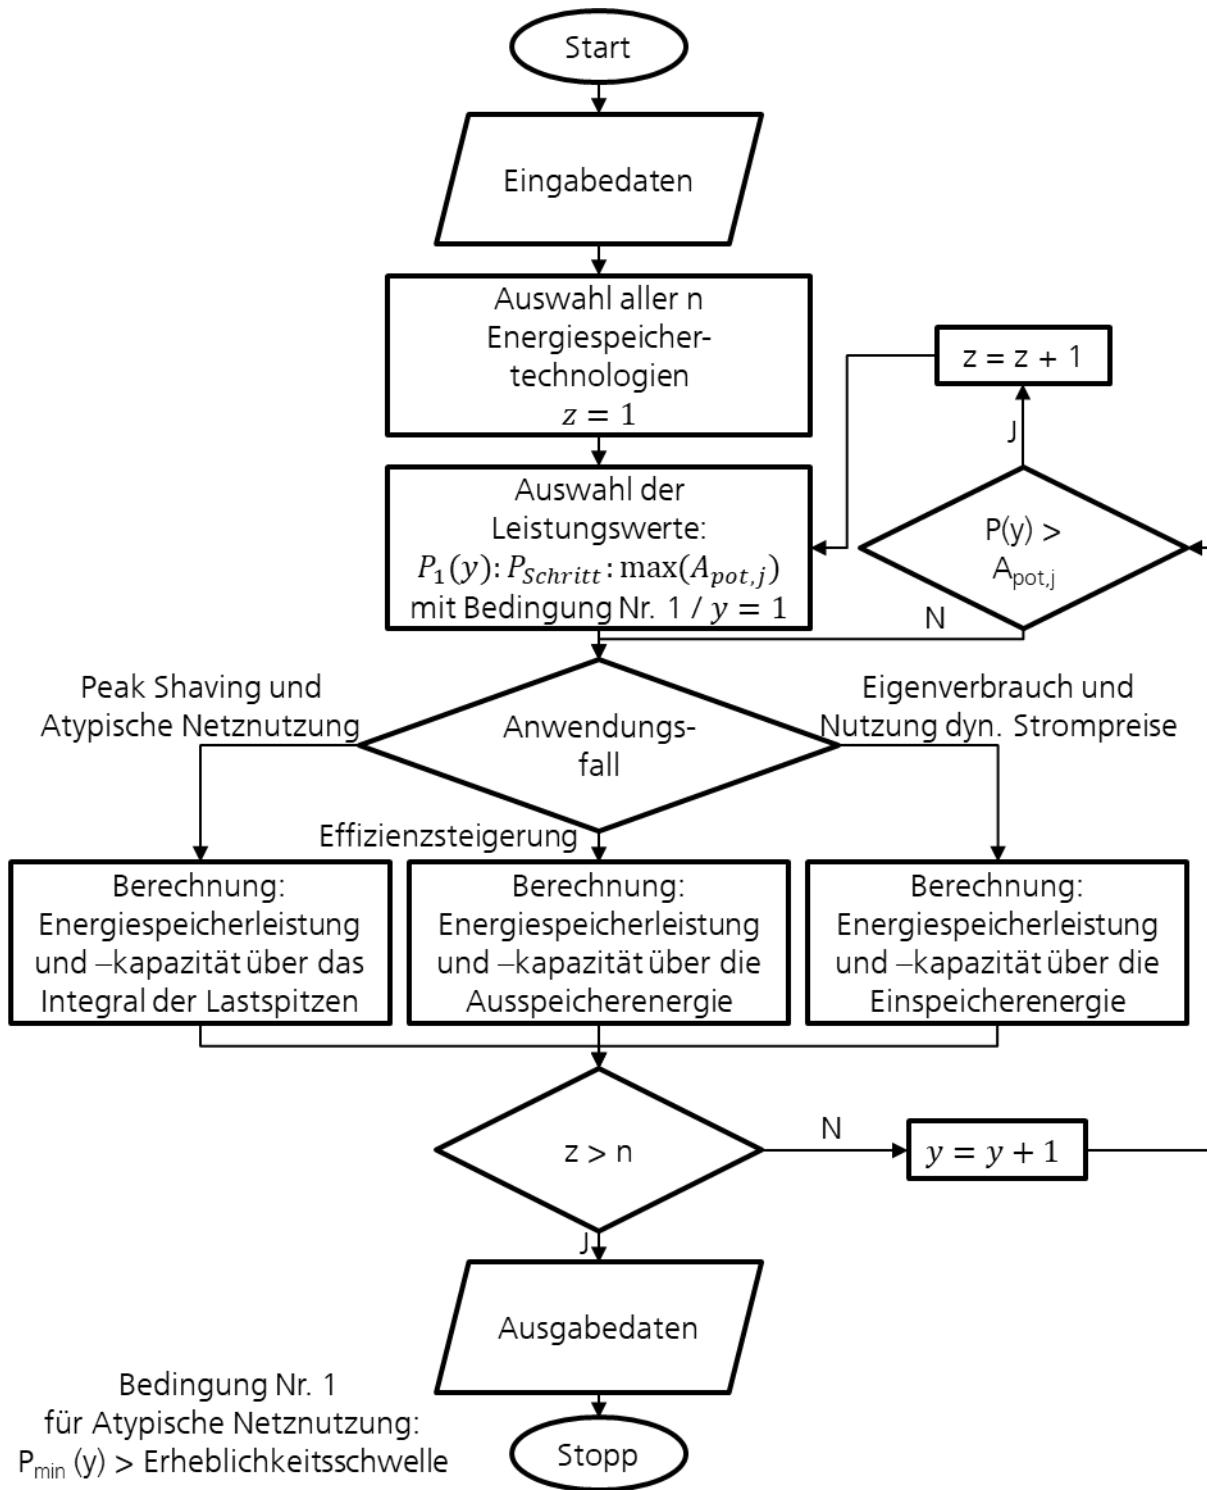 Start
Eingabedaten
Auswahl aller n
Energiespeicher-
technologien
z = 1
z = z + 1
J
Auswahl der
Leistungswerte:
P₁(y): P_Schritt : max(A_pot,j)
mit Bedingung Nr. 1 / y = 1
P(y) >
A_pot,j
N
Peak Shaving und
Atypische Netznutzung
Anwendungs-
fall
Eigenverbrauch und
Nutzung dyn. Strompreise
Effizienzsteigerung
Berechnung:
Energiespeicherleistung
und –kapazität über das
Integral der Lastspitzen
Berechnung:
Energiespeicherleistung
und –kapazität über die
Ausspeicherenergie
Berechnung:
Energiespeicherleistung
und –kapazität über die
Einspeicherenergie
z > n
N
y = y + 1
J
Ausgabedaten
Bedingung Nr. 1
für Atypische Netznutzung:
P_min (y) > Erheblichkeitsschwelle
Stopp